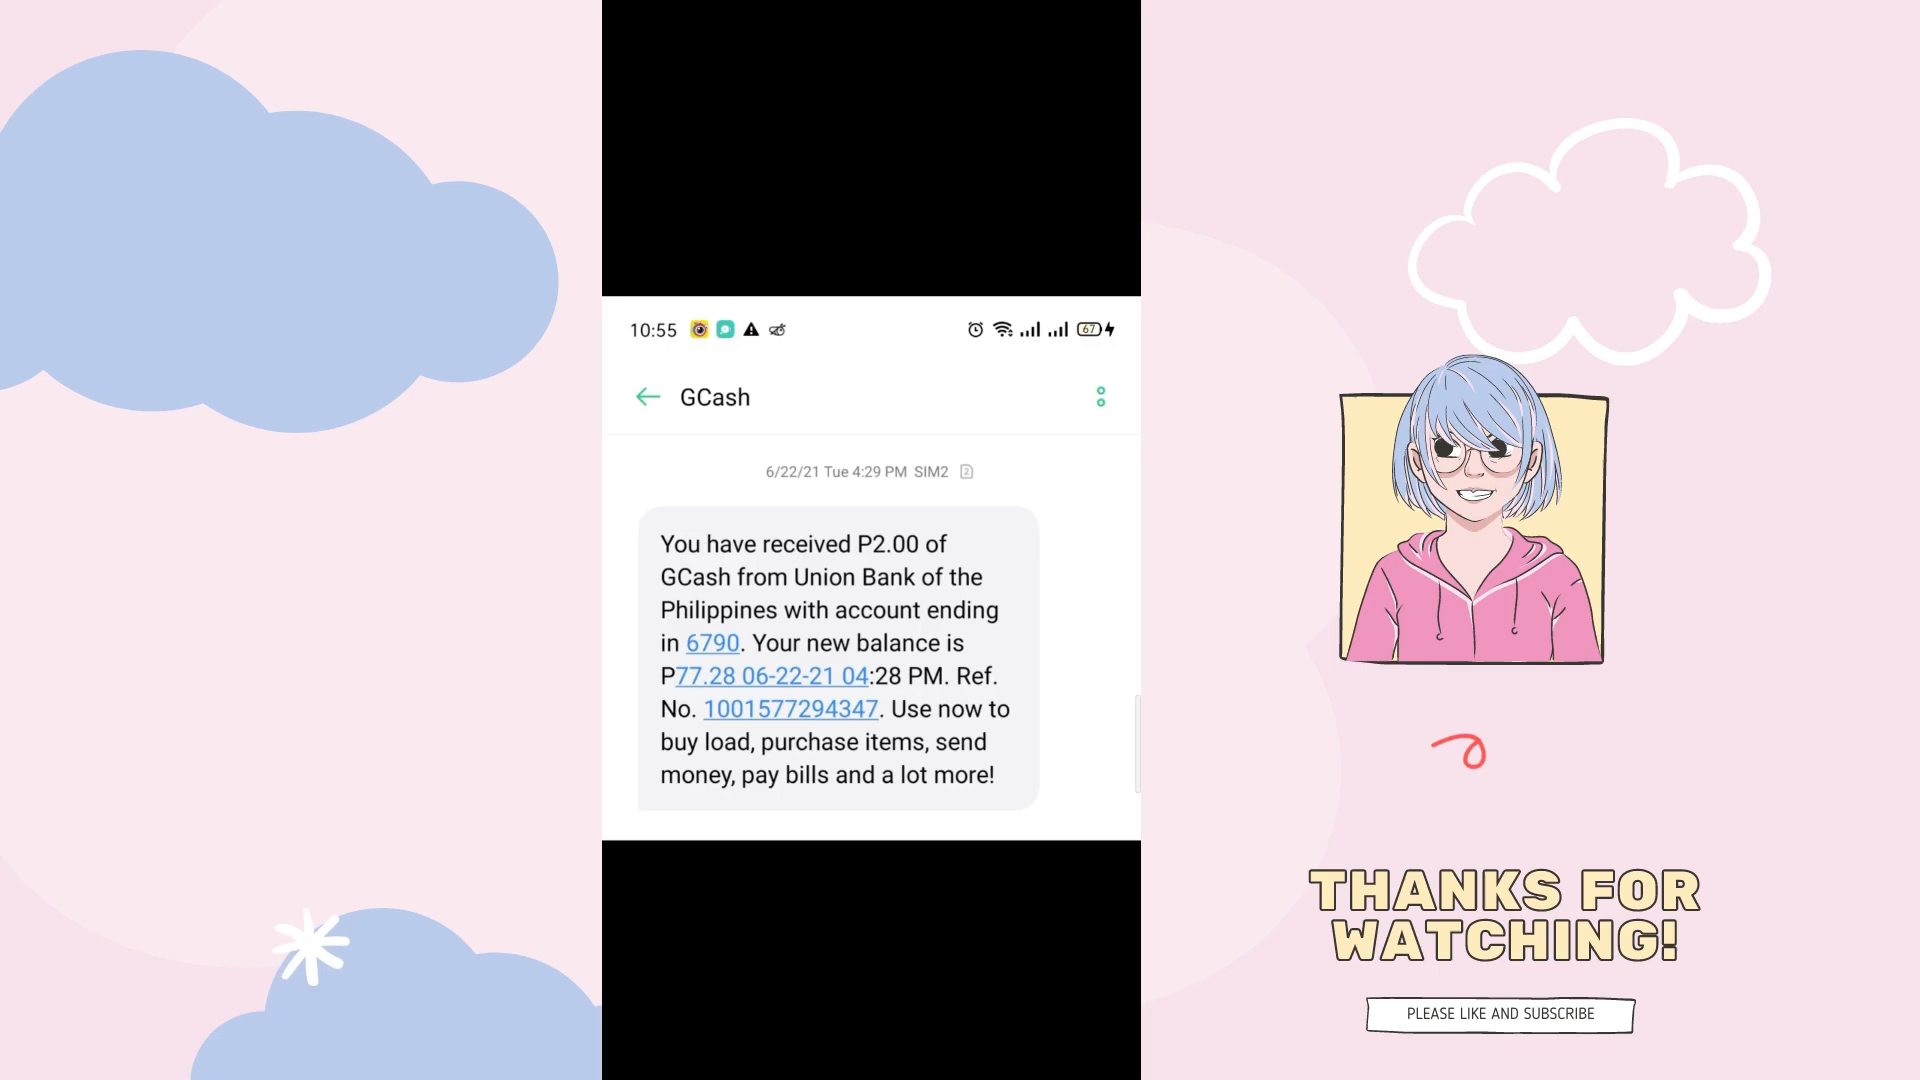 10:55
67
GCash
6/22/21 Tue 4:29 PM SIM2 2
You have received P2.00 of
GCash from Union Bank of the
Philippines with account ending
in 6790. Your new balance is
P77.28 06-22-21 04:28 PM. Ref.
No. 1001577294347. Use now to
buy load, purchase items, send
money, pay bills and a lot more!
THANKS FOR
WATCHING!
PLEASE LIKE AND SUBSCRIBE